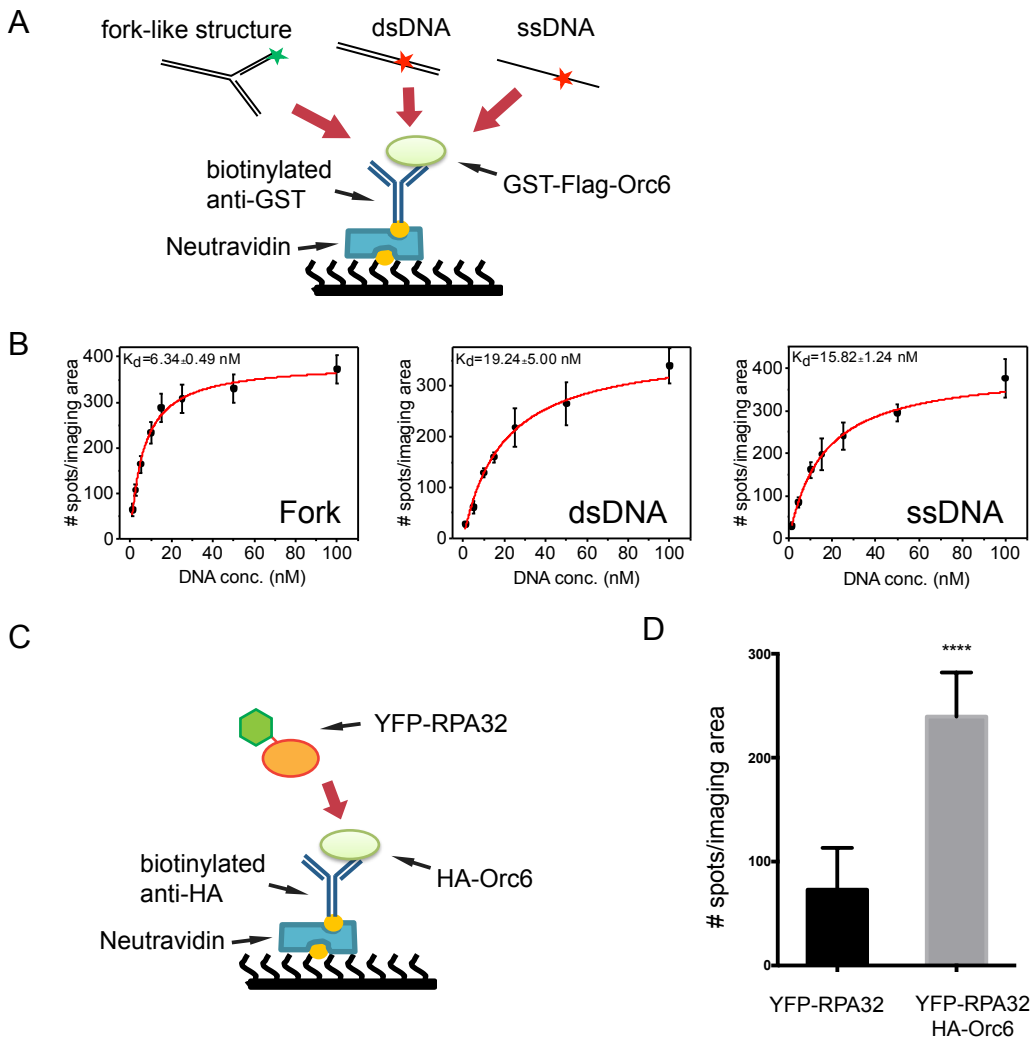 A
fork-like structure
dsDNA
ssDNA
biotinylated
anti-GST
GST-Flag-Orc6
Neutravidin
B
Kd=6.34±0.49 nM
400
300
200
100
0
# spots/imaging area
Fork
0 20 40 60 80 100
DNA conc. (nM)
Kd=19.24±5.00 nM
300
200
100
0
# spots/imaging area
dsDNA
0 20 40 60 80 100
DNA conc. (nM)
Kd=15.82±1.24 nM
400
300
200
100
0
# spots/imaging area
ssDNA
0 20 40 60 80 100
DNA conc. (nM)
C
YFP-RPA32
biotinylated
anti-HA
HA-Orc6
Neutravidin
D
****
300
200
100
0
# spots/imaging area
YFP-RPA32
YFP-RPA32
HA-Orc6